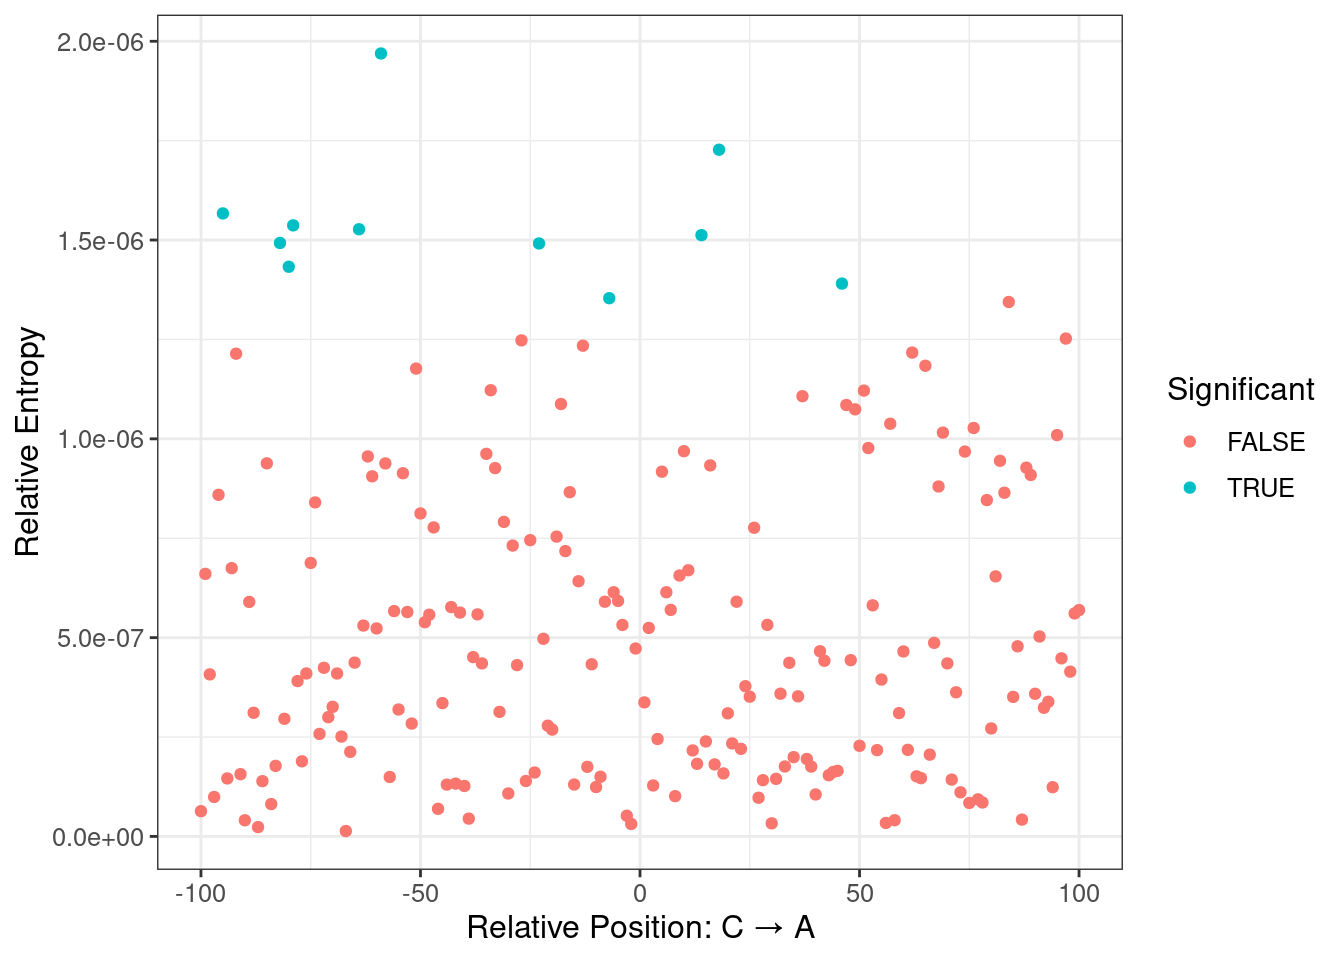 2.0e-06
1.5e-06
1.0e-06
5.0e-07
0.0e+00
Relative Entropy
-100
-50
0
50
100
Relative Position: C → A
Significant
FALSE
TRUE